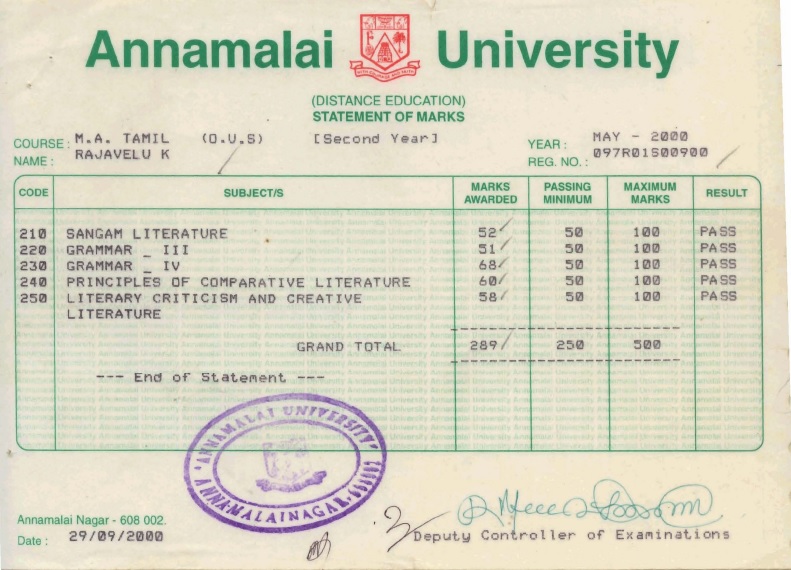 Annamalai University
(DISTANCE EDUCATION)
STATEMENT OF MARKS
COURSE : M.A. TAMIL (O.U.S) [Second Year] YEAR : MAY - 2000
NAME : RAJAVELU K REG. NO. : 097R01S00900
CODE SUBJECT/S MARKS AWARDED PASSING MINIMUM MAXIMUM MARKS RESULT
210 SANGAM LITERATURE 52 50 100 PASS
220 GRAMMAR _ III 51 50 100 PASS
230 GRAMMAR _ IV 68 50 100 PASS
240 PRINCIPLES OF COMPARATIVE LITERATURE 60 50 100 PASS
250 LITERARY CRITICISM AND CREATIVE 58 50 100 PASS
LITERATURE
GRAND TOTAL 289 250 500
--- End of Statement ---
ANNAMALAI UNIVERSITY
ANNAMALAINAGAR-608002
Annamalai Nagar - 608 002.
Date : 29/09/2000
Deputy Controller of Examinations